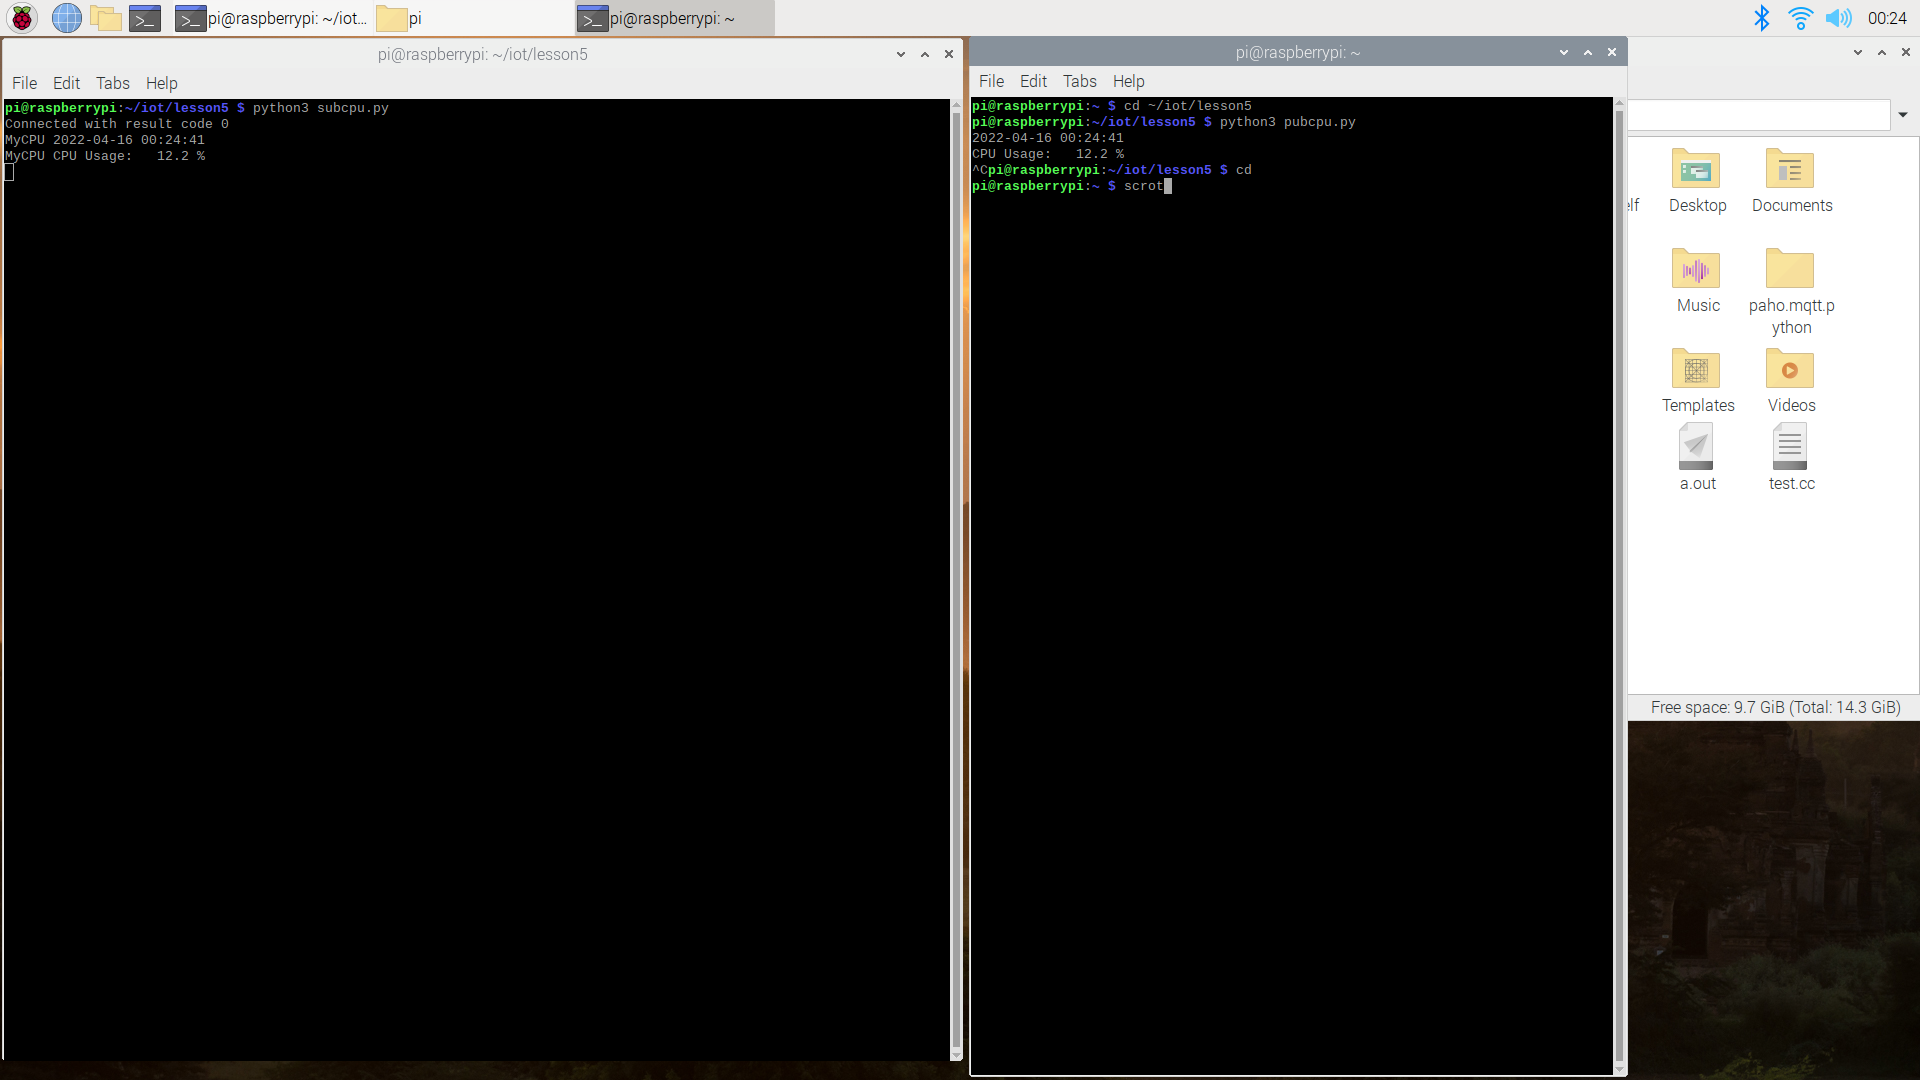 pi@raspberrypi: ~/iot...
pi
pi@raspberrypi: ~
00:24
pi@raspberrypi: ~/iot/lesson5
File Edit Tabs Help
pi@raspberrypi:~/iot/lesson5 $ python3 subcpu.py
Connected with result code 0
MyCPU 2022-04-16 00:24:41
MyCPU CPU Usage:   12.2 %
pi@raspberrypi: ~
File Edit Tabs Help
pi@raspberrypi:~ $ cd ~/iot/lesson5
pi@raspberrypi:~/iot/lesson5 $ python3 pubcpu.py
2022-04-16 00:24:41
CPU Usage:   12.2 %
^Cpi@raspberrypi:~/iot/lesson5 $ cd
pi@raspberrypi:~ $ scrot
elf Desktop Documents
Music paho.mqtt.p
ython
Templates Videos
a.out test.cc
Free space: 9.7 GiB (Total: 14.3 GiB)